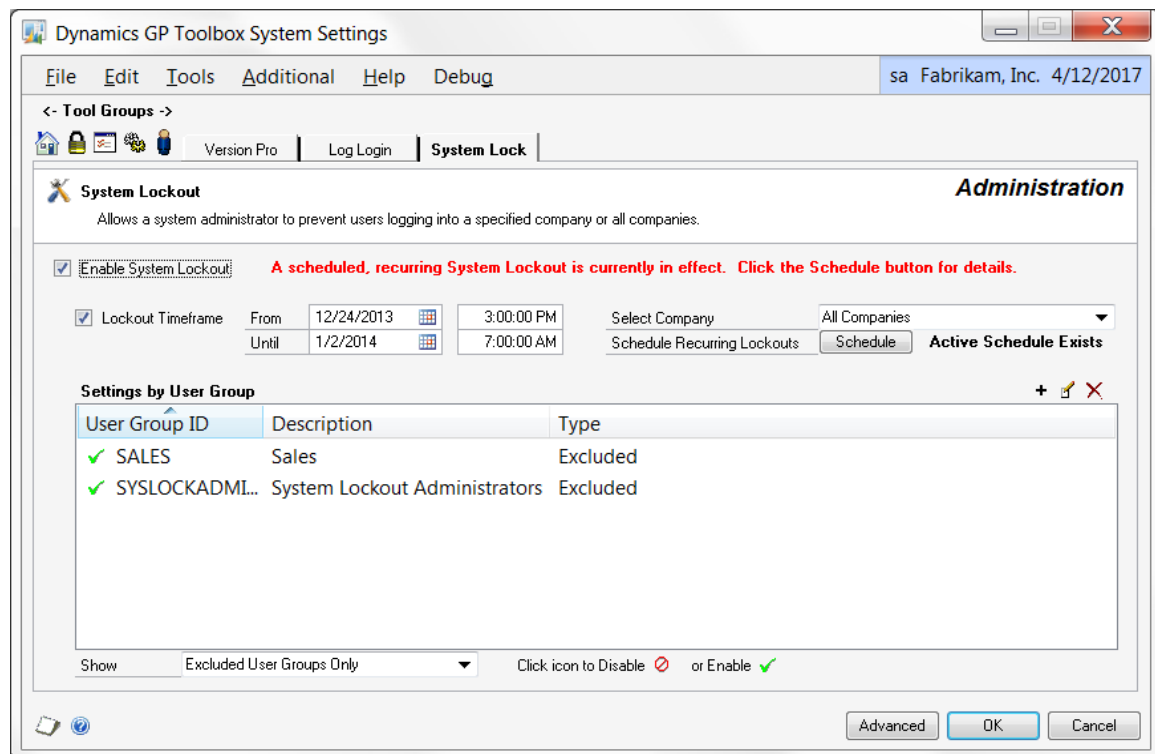 Dynamics GP Toolbox System Settings
File Edit Tools Additional Help Debug sa Fabrikam, Inc. 4/12/2017
<- Tool Groups ->
Version Pro Log Login System Lock
System Lockout Administration
Allows a system administrator to prevent users logging into a specified company or all companies.
Enable System Lockout A scheduled, recurring System Lockout is currently in effect. Click the Schedule button for details.
Lockout Timeframe From 12/24/2013 3:00:00 PM Select Company All Companies
Until 1/2/2014 7:00:00 AM Schedule Recurring Lockouts Schedule Active Schedule Exists
Settings by User Group
User Group ID Description Type
SALES Sales Excluded
SYSLOCKADMI... System Lockout Administrators Excluded
Show Excluded User Groups Only Click icon to Disable or Enable
Advanced OK Cancel